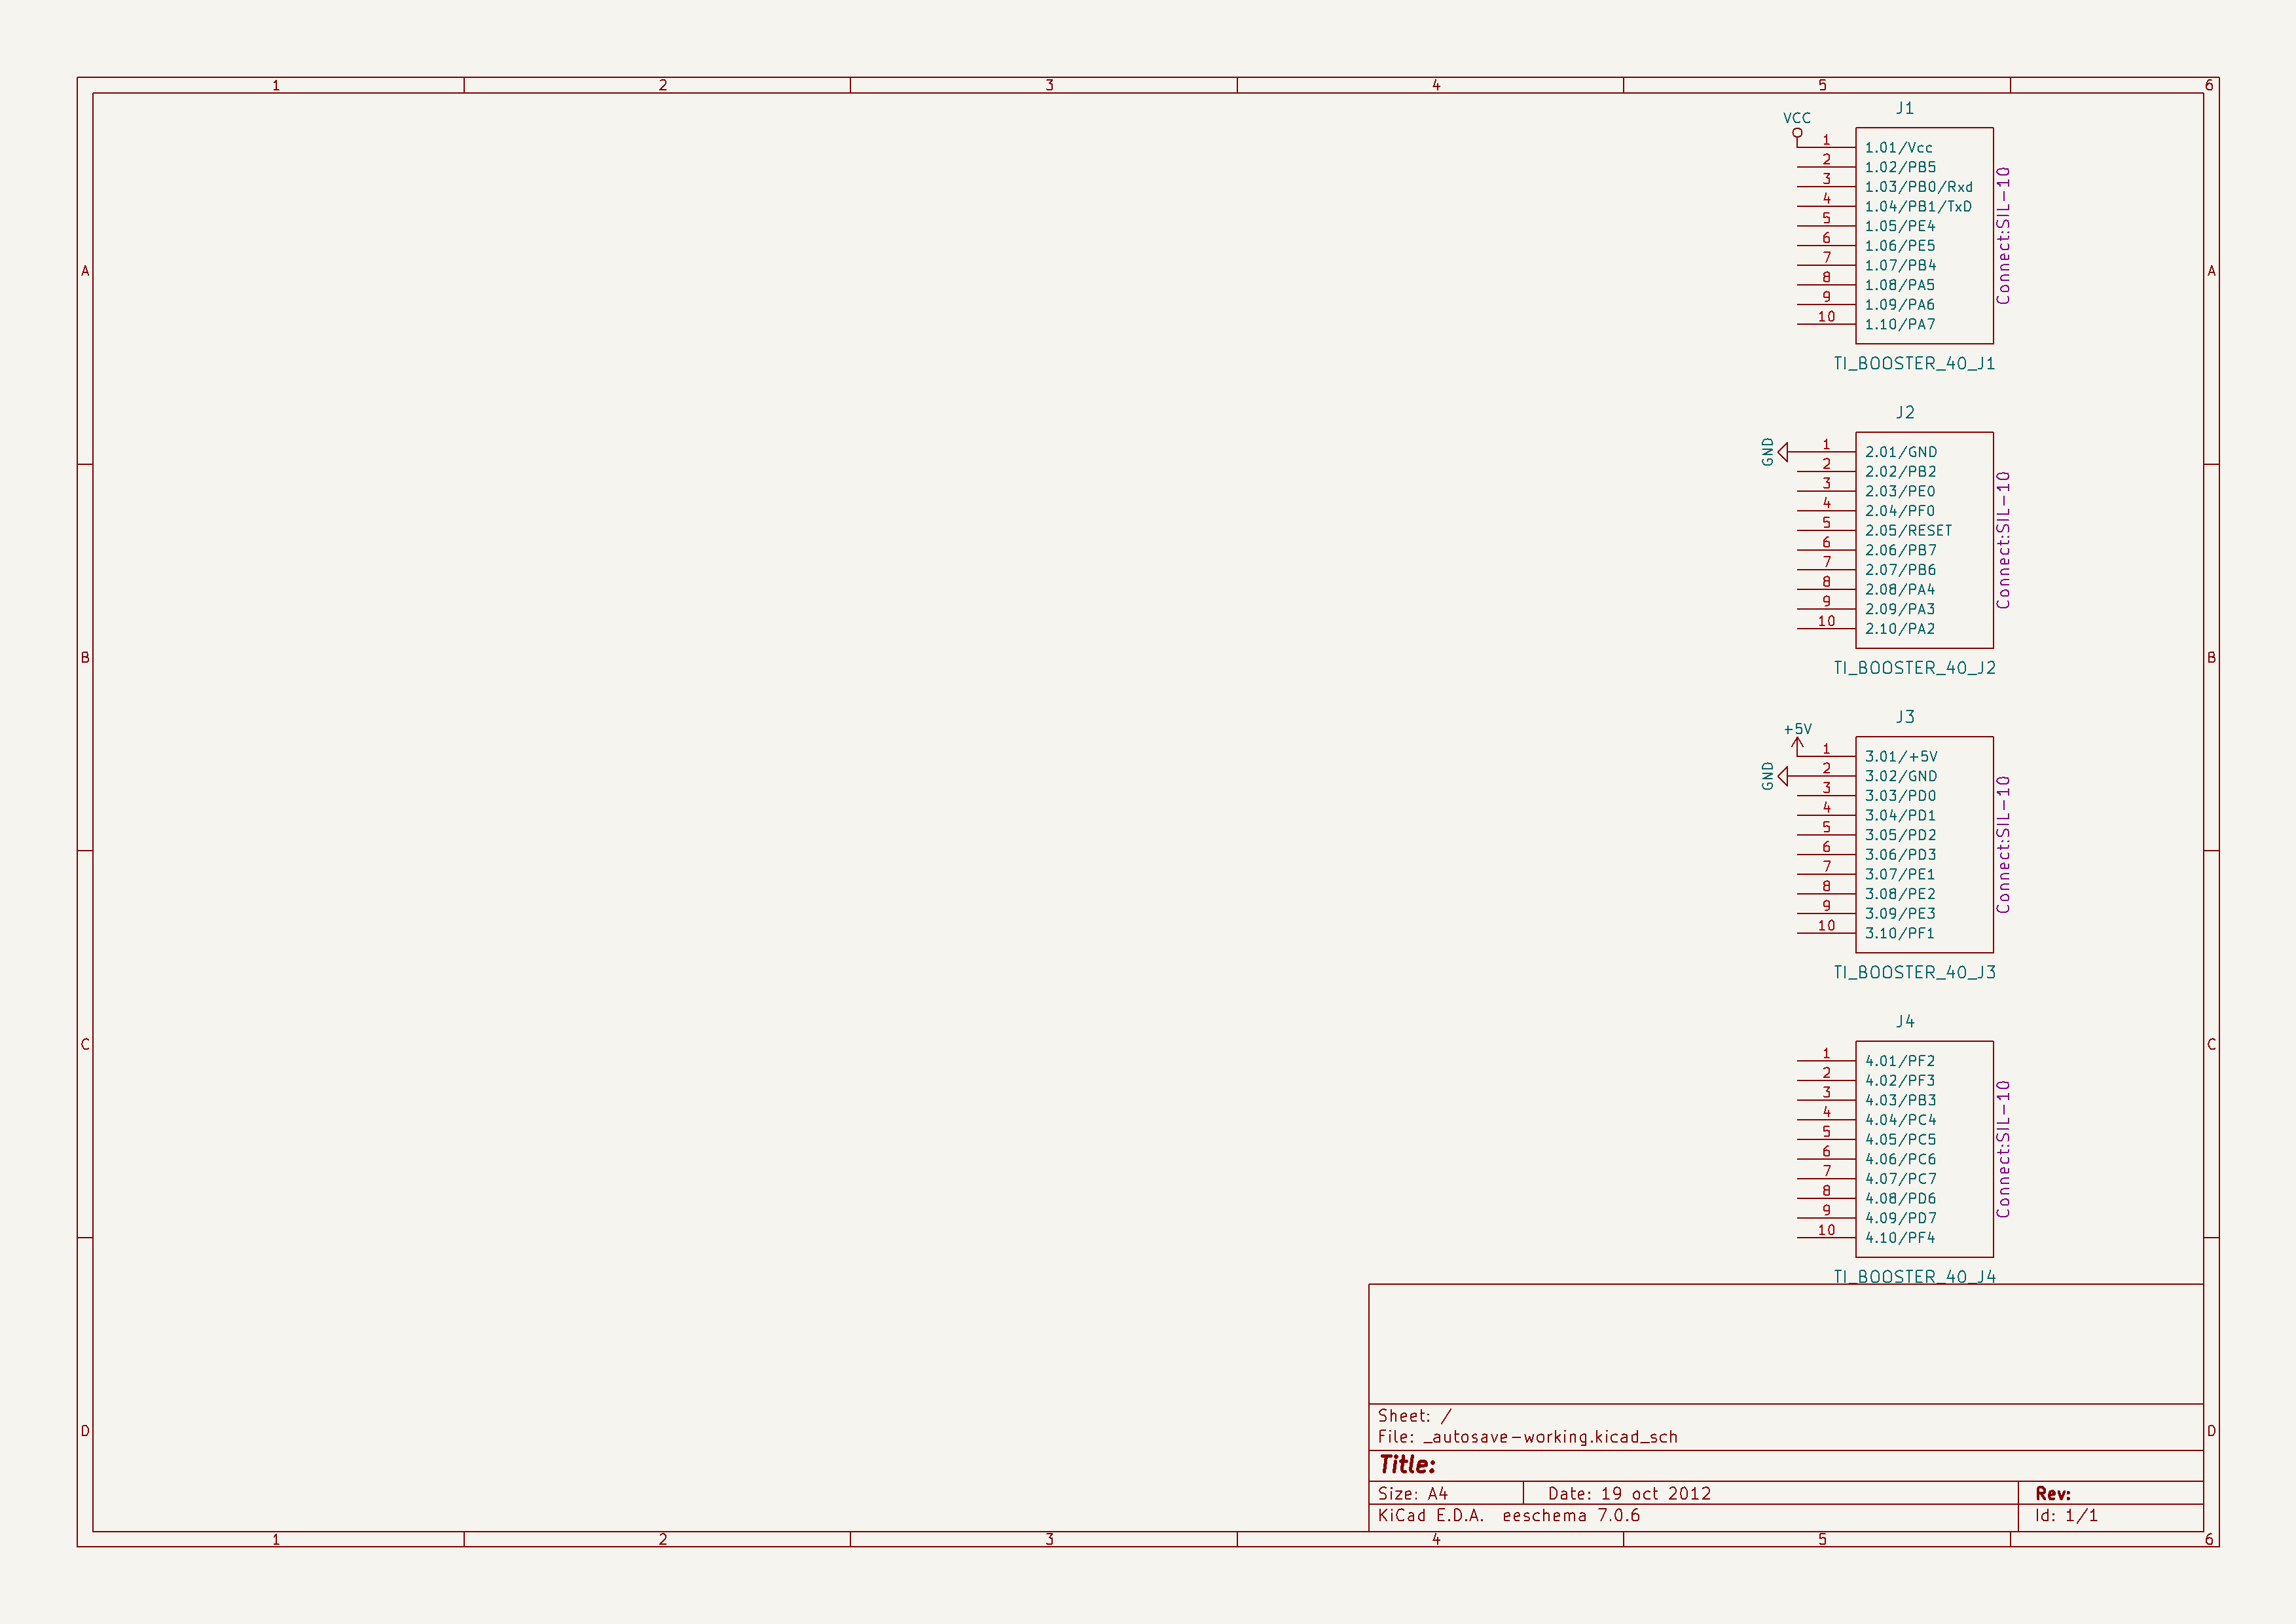 1 2 3 4 5 6
J1
VCC
1 1.01/Vcc
2 1.02/PB5
3 1.03/PB0/Rxd
4 1.04/PB1/TxD
5 1.05/PE4
6 1.06/PE5
7 1.07/PB4
8 1.08/PA5
9 1.09/PA6
10 1.10/PA7
Connect:SIL-10
TI_BOOSTER_40_J1
A A
J2
GND
1 2.01/GND
2 2.02/PB2
3 2.03/PE0
4 2.04/PF0
5 2.05/RESET
6 2.06/PB7
7 2.07/PB6
8 2.08/PA4
9 2.09/PA3
10 2.10/PA2
Connect:SIL-10
TI_BOOSTER_40_J2
B B
J3
+5V
1 3.01/+5V
GND
2 3.02/GND
3 3.03/PD0
4 3.04/PD1
5 3.05/PD2
6 3.06/PD3
7 3.07/PE1
8 3.08/PE2
9 3.09/PE3
10 3.10/PF1
Connect:SIL-10
TI_BOOSTER_40_J3
C C
J4
1 4.01/PF2
2 4.02/PF3
3 4.03/PB3
4 4.04/PC4
5 4.05/PC5
6 4.06/PC6
7 4.07/PC7
8 4.08/PD6
9 4.09/PD7
10 4.10/PF4
Connect:SIL-10
TI_BOOSTER_40_J4
D D
Sheet: /
File: _autosave-working.kicad_sch
Title:
Size: A4 Date: 19 oct 2012 Rev:
KiCad E.D.A. eeschema 7.0.6 Id: 1/1
1 2 3 4 5 6